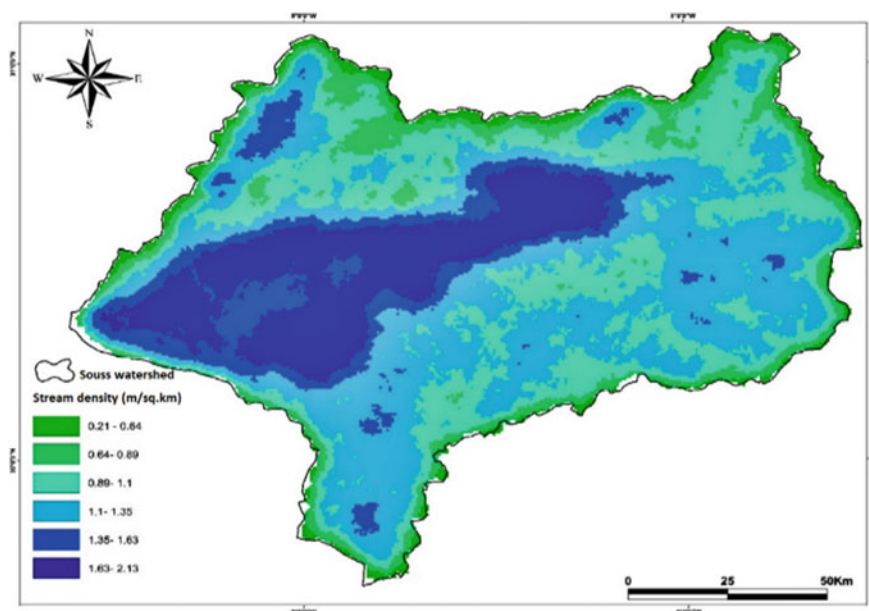 N
W E
S
Souss watershed
Stream density (m/sq.km)
0.21 - 0.64
0.64 - 0.89
0.89- 1.1
1.1 - 1.35
1.35- 1.63
1.63- 2.13
0 25 50Km